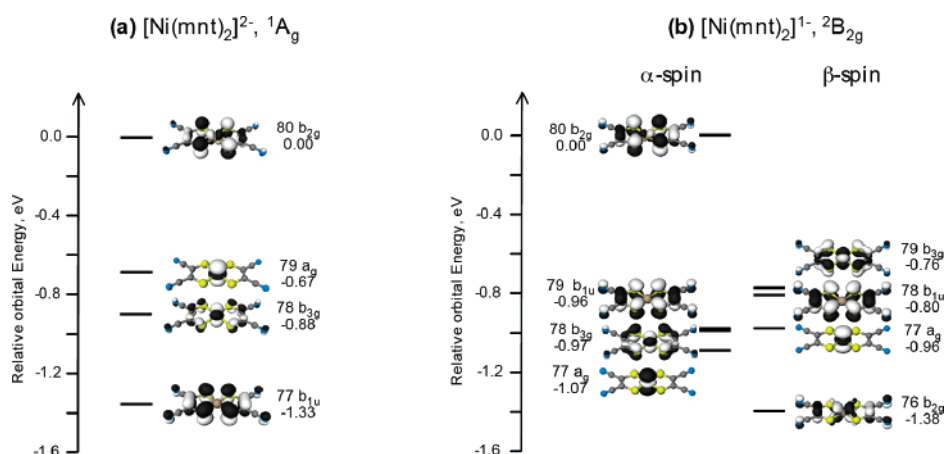 (a) [Ni(mnt)2]2-, 1Ag
(b) [Ni(mnt)2]1-, 2B2g
α-spin
β-spin
Relative orbital Energy, eV
0.0
-0.4
-0.8
-1.2
-1.6
80 b2g
0.00
79 ag
-0.67
78 b3g
-0.88
77 b1u
-1.33
Relative orbital Energy, eV
0.0
-0.4
-0.8
-1.2
-1.6
80 b2g
0.00
79 b1u
-0.96
78 b3g
-0.97
77 ag
-1.07
79 b3g
-0.76
78 b1u
-0.80
77 ag
-0.96
76 b2g
-1.38